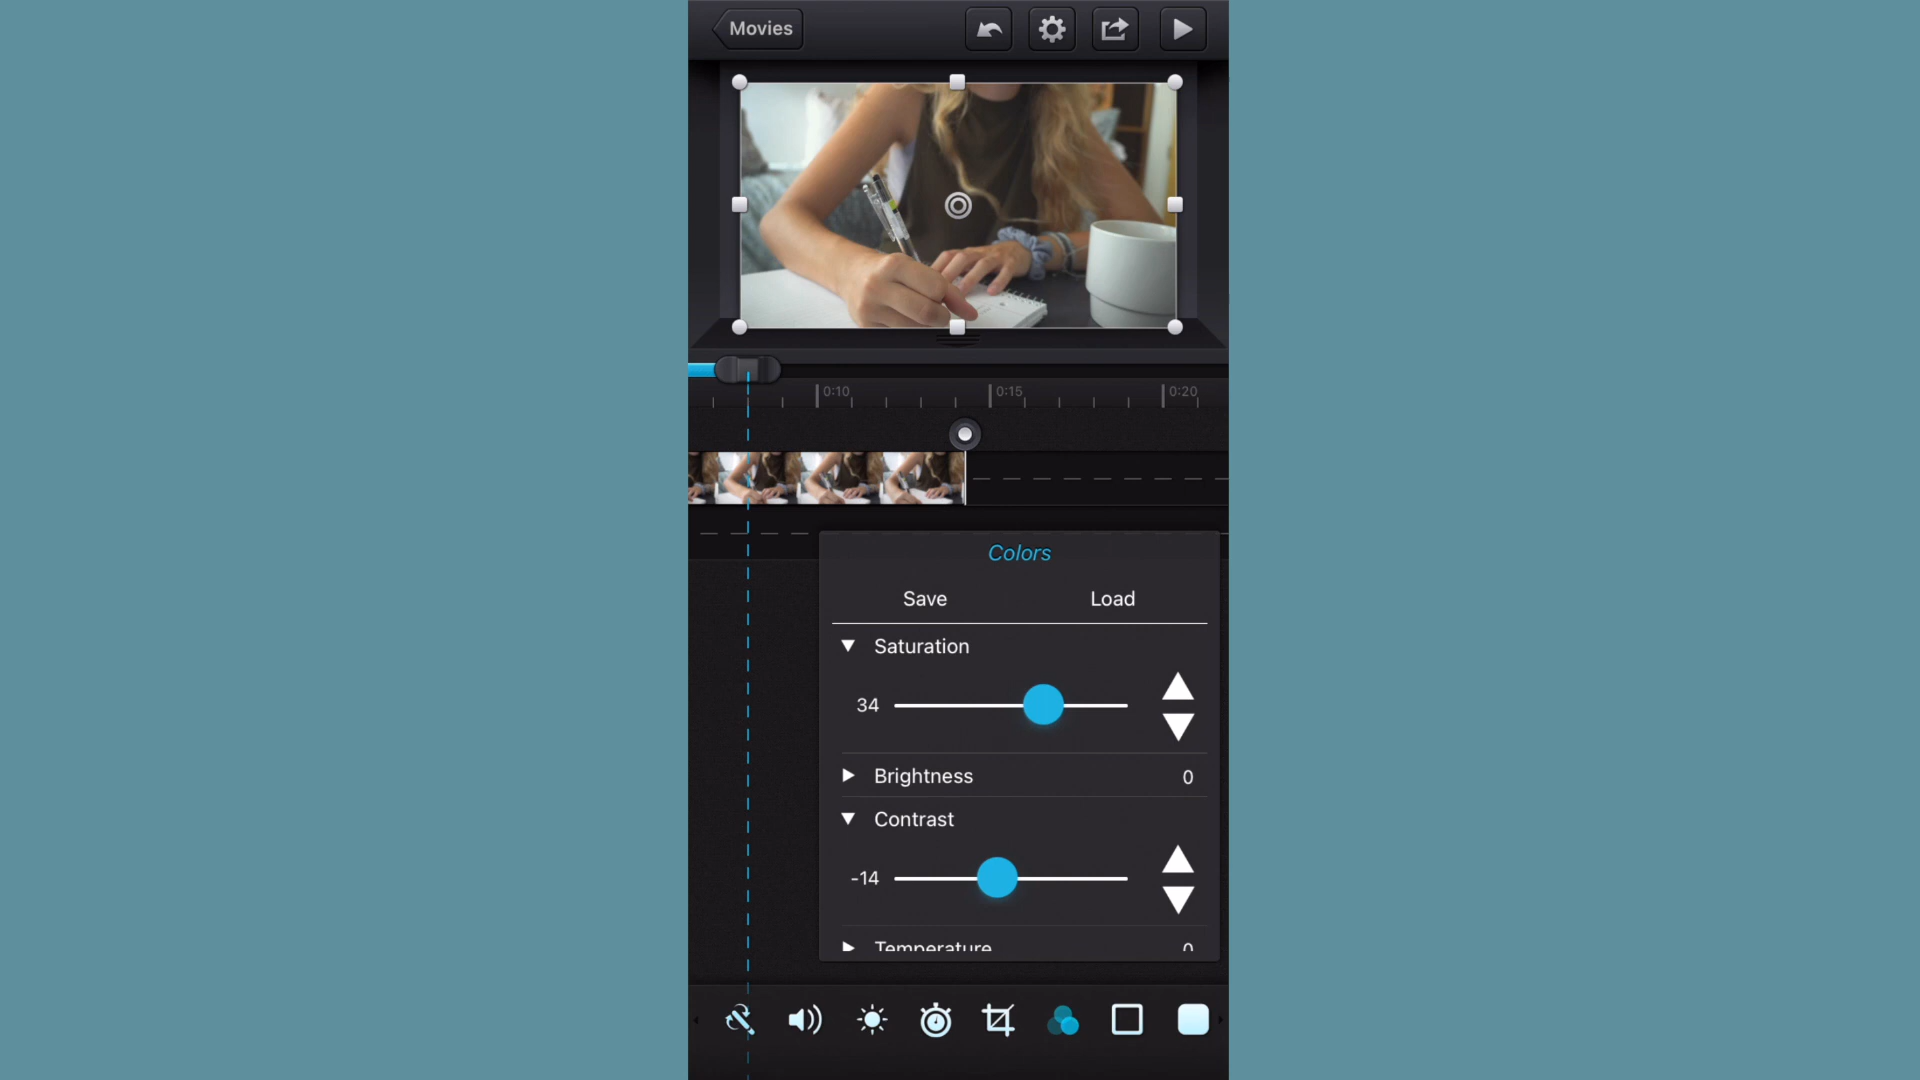 Movies
0:10
0:15
0:20
Colors
Save
Load
Saturation
34
Brightness
0
Contrast
-14
Temperature
0